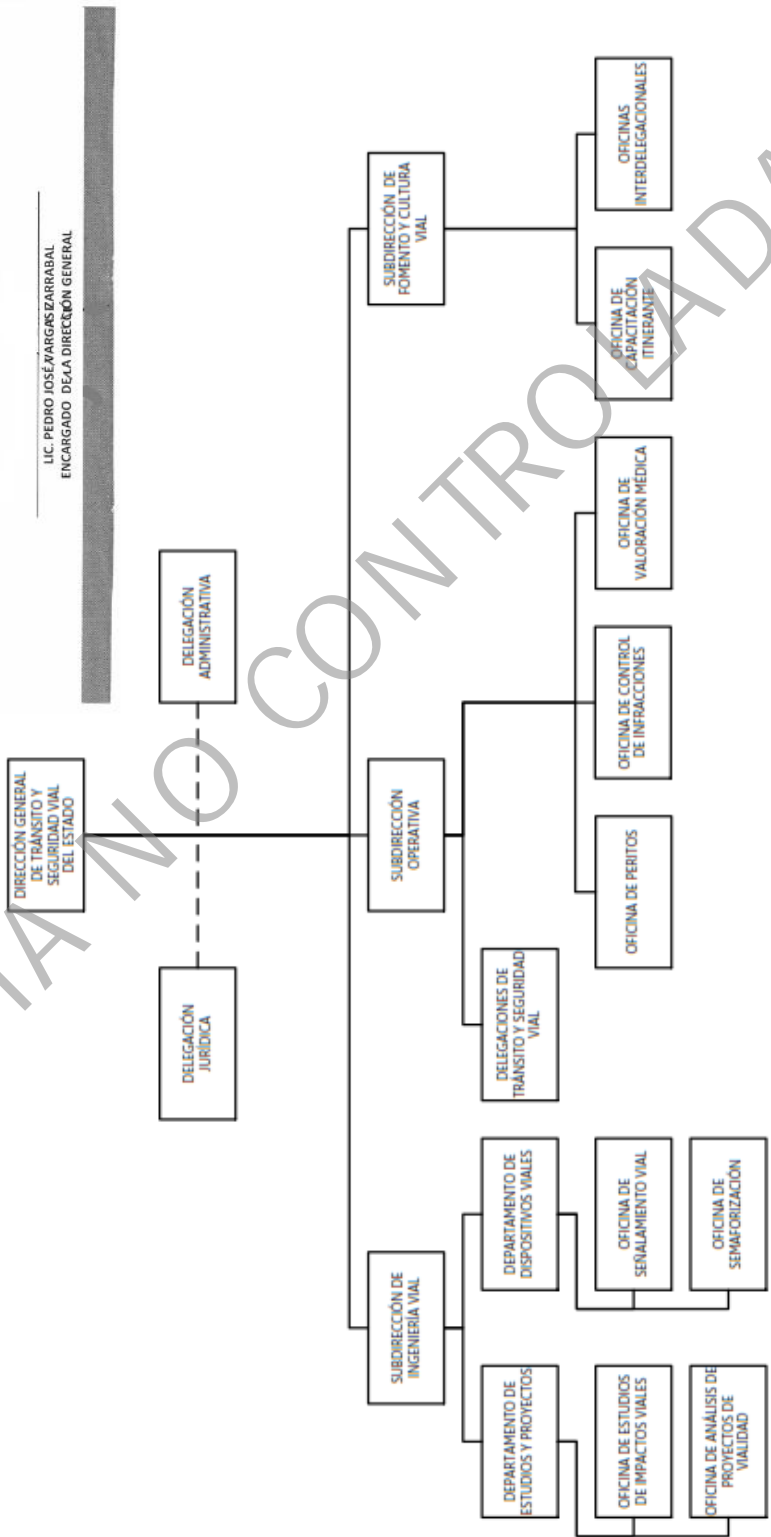 LIC. PEDRO JOSÉ VARGAS IZARRABAL
ENCARGADO DE LA DIRECCIÓN GENERAL
DIRECCIÓN GENERAL
DE TRÁNSITO Y
SEGURIDAD VIAL
DEL ESTADO
DELEGACIÓN
JURÍDICA
DELEGACIÓN
ADMINISTRATIVA
SUBDIRECCIÓN DE
INGENIERÍA VIAL
SUBDIRECCIÓN
OPERATIVA
SUBDIRECCIÓN DE
FOMENTO Y CULTURA
VIAL
DEPARTAMENTO DE
ESTUDIOS Y PROYECTOS
DEPARTAMENTO DE
DISPOSITIVOS VIALES
DELEGACIONES DE
TRÁNSITO Y SEGURIDAD
VIAL
OFICINA DE ESTUDIOS
DE IMPACTOS VIALES
OFICINA DE
SEÑALAMIENTO VIAL
OFICINA DE PERITOS
OFICINA DE CONTROL
DE INFRACCIONES
OFICINA DE
VALORACIÓN MÉDICA
OFICINA DE
CAPACITACIÓN
ITINERANTE
OFICINAS
INTERDELEGACIONALES
OFICINA DE ANÁLISIS DE
PROYECTOS DE
VIALIDAD
OFICINA DE
SEMAFORIZACIÓN
IA NO CONTROLADA